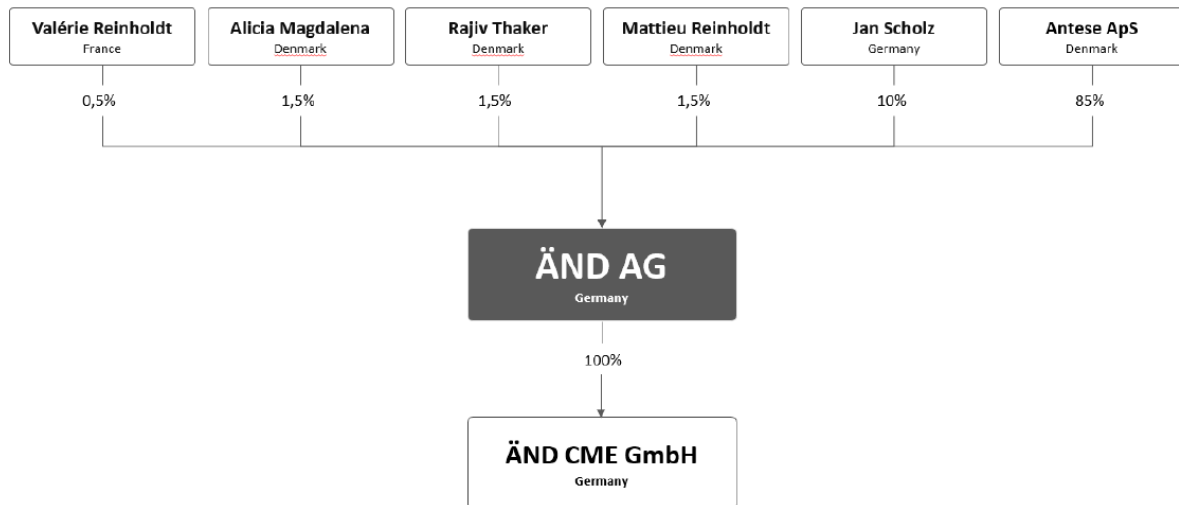 Valérie Reinholdt
France
Alicia Magdalena
Denmark
Rajiv Thaker
Denmark
Mattieu Reinholdt
Denmark
Jan Scholz
Germany
Antese ApS
Denmark
0,5%
1,5%
1,5%
1,5%
10%
85%
ÄND AG
Germany
100%
ÄND CME GmbH
Germany